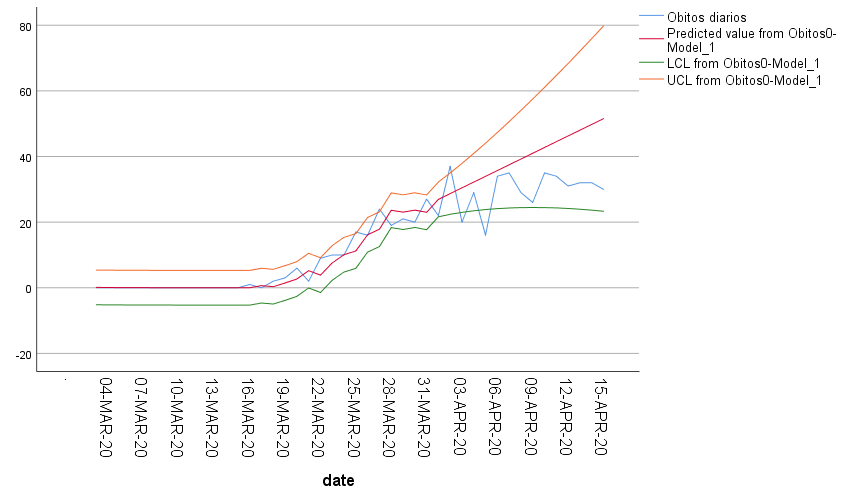 80
60
40
20
0
-20
04-MAR-20
07-MAR-20
10-MAR-20
13-MAR-20
16-MAR-20
19-MAR-20
22-MAR-20
25-MAR-20
28-MAR-20
31-MAR-20
03-APR-20
06-APR-20
09-APR-20
12-APR-20
15-APR-20
.
date
Obitos diarios
Predicted value from Obitos0-
Model_1
LCL from Obitos0-Model_1
UCL from Obitos0-Model_1